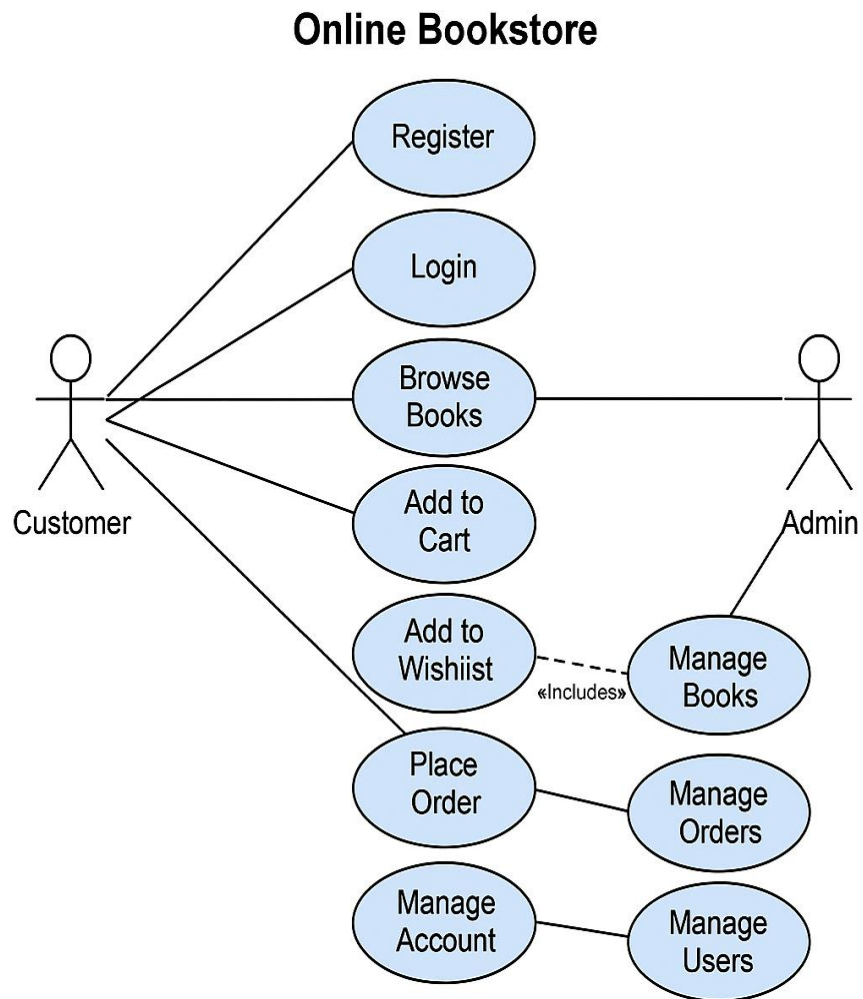 Online Bookstore
Register
Login
Browse
Books
Add to
Cart
Customer
Admin
Add to
Wishiist
«Includes»
Manage
Books
Place
Order
Manage
Orders
Manage
Account
Manage
Users